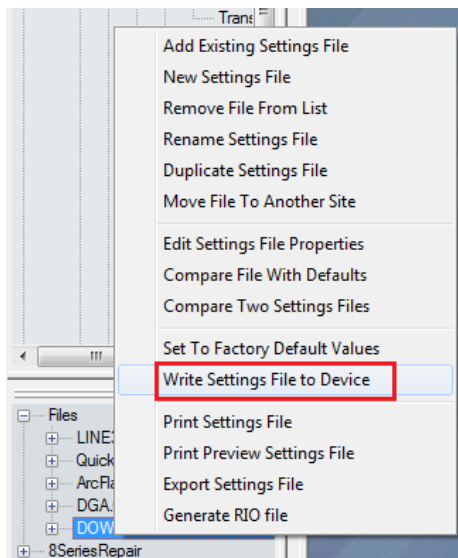 Trans
Add Existing Settings File
New Settings File
Remove File From List
Rename Settings File
Duplicate Settings File
Move File To Another Site
Edit Settings File Properties
Compare File With Defaults
Compare Two Settings Files
Set To Factory Default Values
Write Settings File to Device
Print Settings File
Print Preview Settings File
Export Settings File
Generate RIO file
Files
LINE
Quick
ArcFla
DGA.
DOW
8SeriesRepair